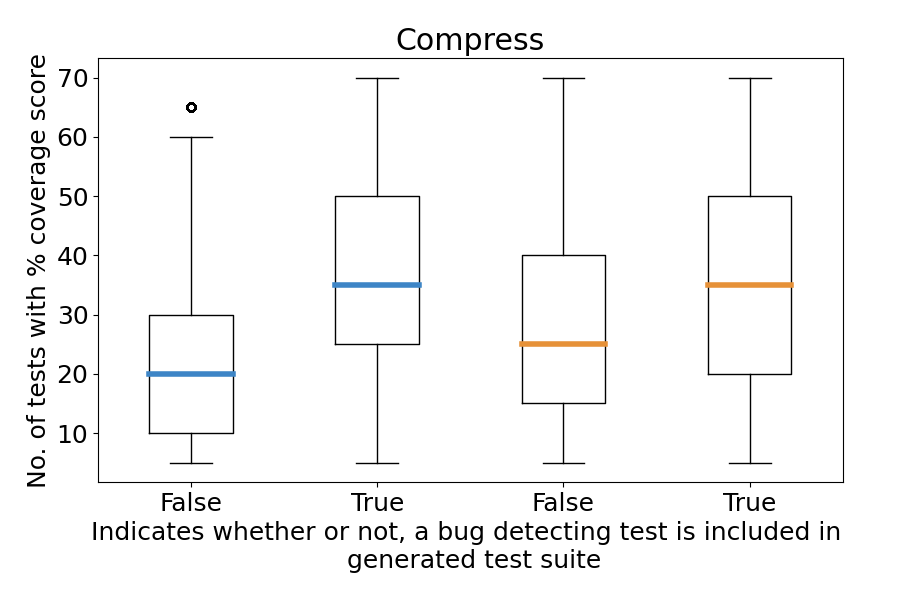 Compress
No. of tests with % coverage score
70
60
50
40
30
20
10
False True False True
Indicates whether or not, a bug detecting test is included in
generated test suite